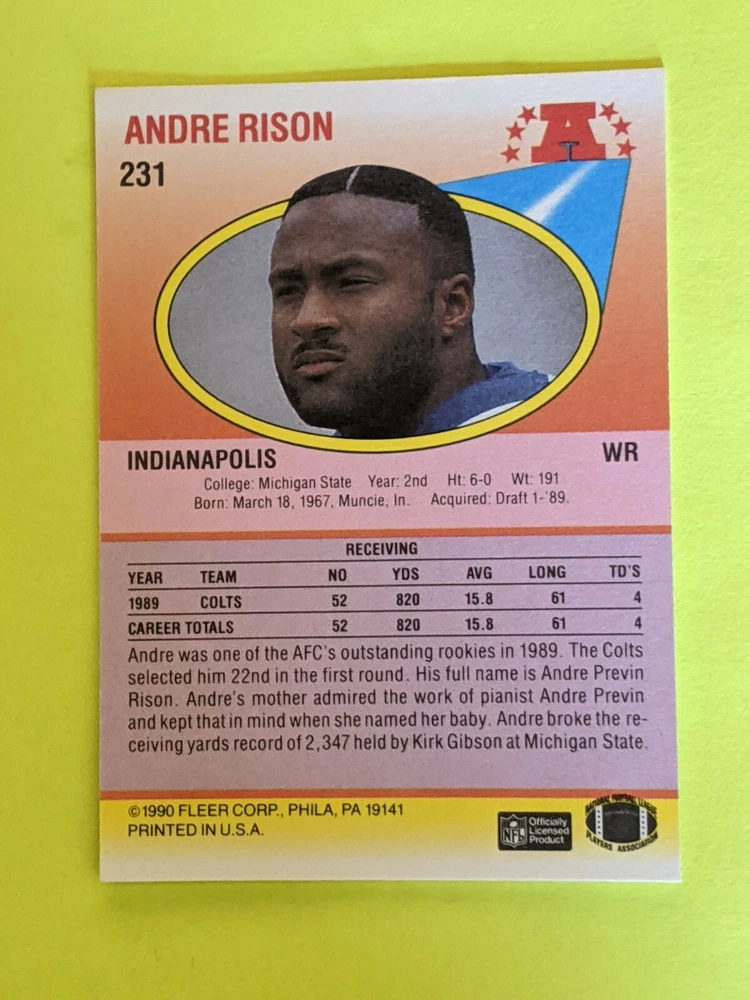 ANDRE RISON
A
231
INDIANAPOLIS WR
College: Michigan State Year: 2nd Ht: 6-0 Wt: 191
Born: March 18, 1967, Muncie, In. Acquired: Draft 1-'89.
RECEIVING
YEAR TEAM NO YDS AVG LONG TD'S
1989 COLTS 52 820 15.8 61 4
CAREER TOTALS 52 820 15.8 61 4
Andre was one of the AFC's outstanding rookies in 1989. The Colts
selected him 22nd in the first round. His full name is Andre Previn
Rison. Andre's mother admired the work of pianist Andre Previn
and kept that in mind when she named her baby. Andre broke the re-
ceiving yards record of 2,347 held by Kirk Gibson at Michigan State.
©1990 FLEER CORP., PHILA, PA 19141
PRINTED IN U.S.A.
NFL
Officially
Licensed
Product
NATIONAL FOOTBALL LEAGUE
PLAYERS ASSOCIATION